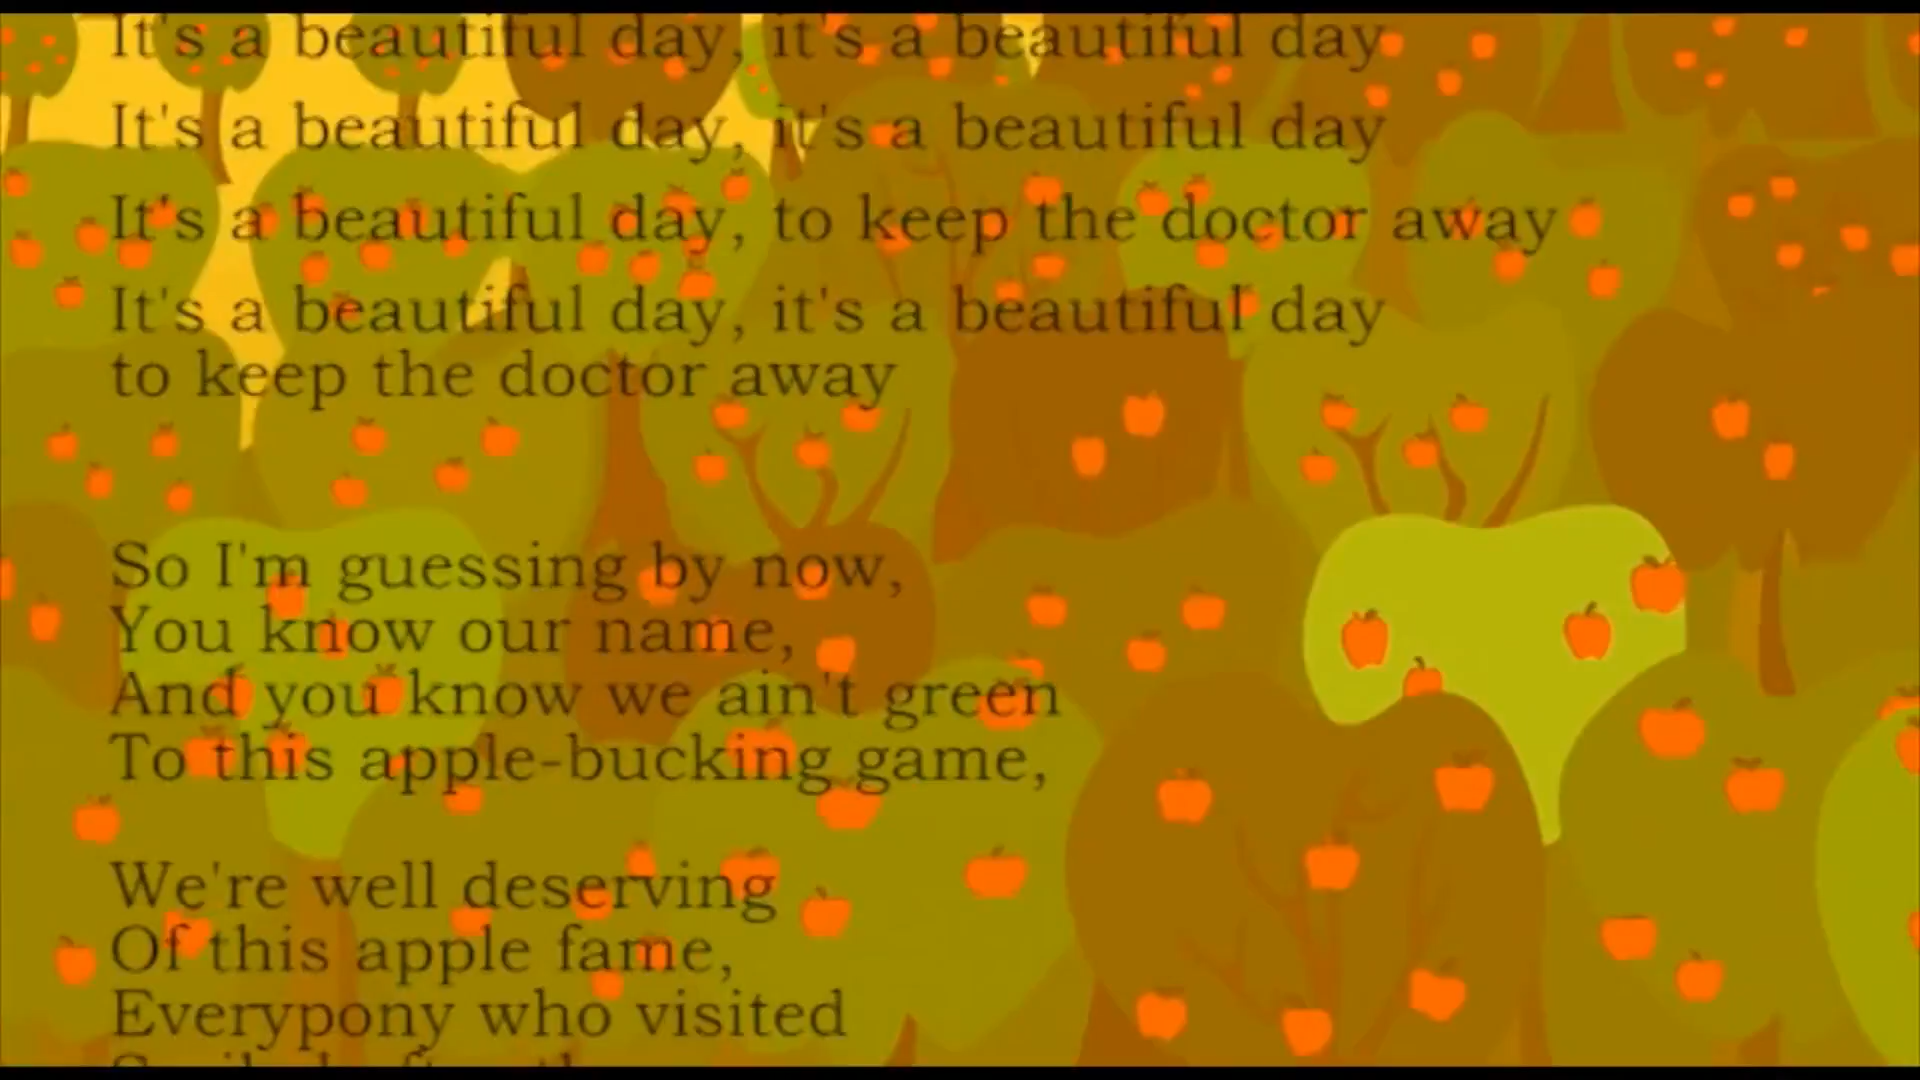 It's a beautiful day, it's a beautiful day
It's a beautiful day, it's a beautiful day
It's a beautiful day, to keep the doctor away
It's a beautiful day, it's a beautiful day
to keep the doctor away
So I'm guessing by now,
You know our name,
And you know we ain't green
To this apple-bucking game,
We're well deserving
Of this apple fame,
Everypony who visited